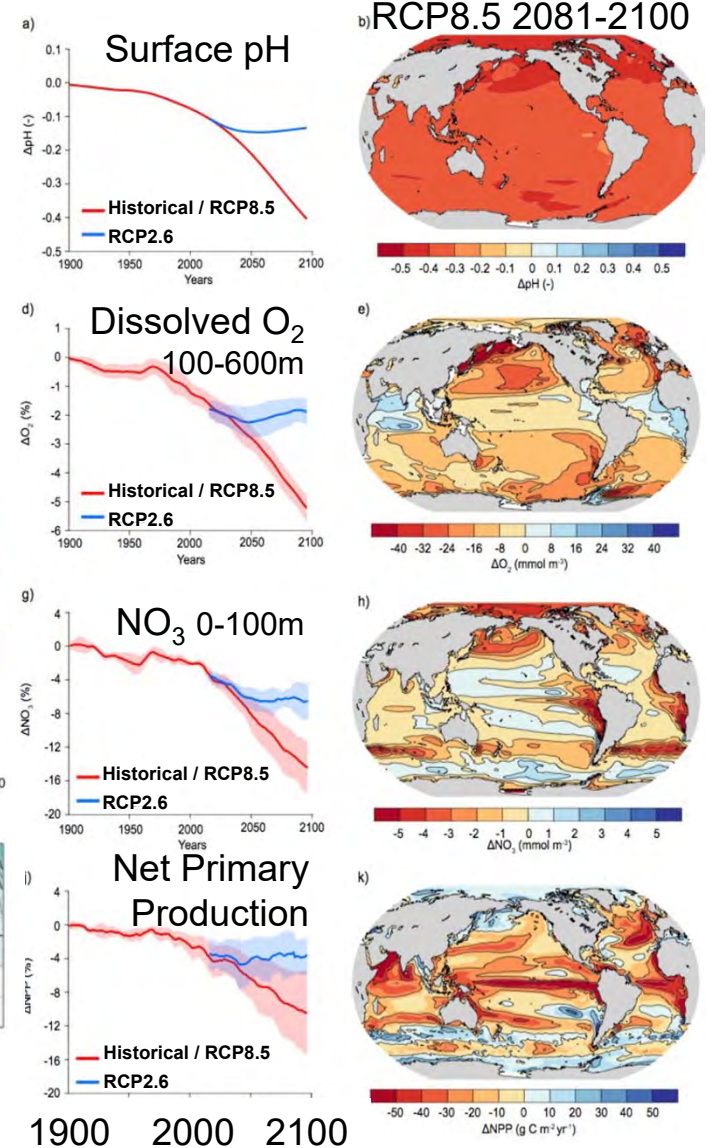 a)
Surface pH
0.1
0.0
-0.1
-0.2
-0.3
-0.4
-0.5
ΔpH (-)
Historical / RCP8.5
RCP2.6
1900 1950 2000 2050 2100
Years
b) RCP8.5 2081-2100
-0.5 -0.4 -0.3 -0.2 -0.1 0 0.1 0.2 0.3 0.4 0.5
ΔpH (-)
d)
Dissolved O₂
100-600m
1
0
-1
-2
-3
-4
-5
-6
ΔO₂ (%)
Historical / RCP8.5
RCP2.6
1900 1950 2000 2050 2100
Years
e)
-40 -32 -24 -16 -8 0 8 16 24 32 40
ΔO₂ (mmol m⁻³)
g)
NO₃ 0-100m
4
0
-4
-8
-12
-16
-20
ΔNO₃ (%)
Historical / RCP8.5
RCP2.6
1900 1950 2000 2050 2100
Years
h)
-5 -4 -3 -2 -1 0 1 2 3 4 5
ΔNO₃ (mmol m⁻³)
Net Primary
Production
4
0
-4
-8
-12
-16
-20
ΔNPP (%)
Historical / RCP8.5
RCP2.6
1900 2000 2100
k)
-50 -40 -30 -20 -10 0 10 20 30 40 50
ΔNPP (g C m⁻² yr⁻¹)